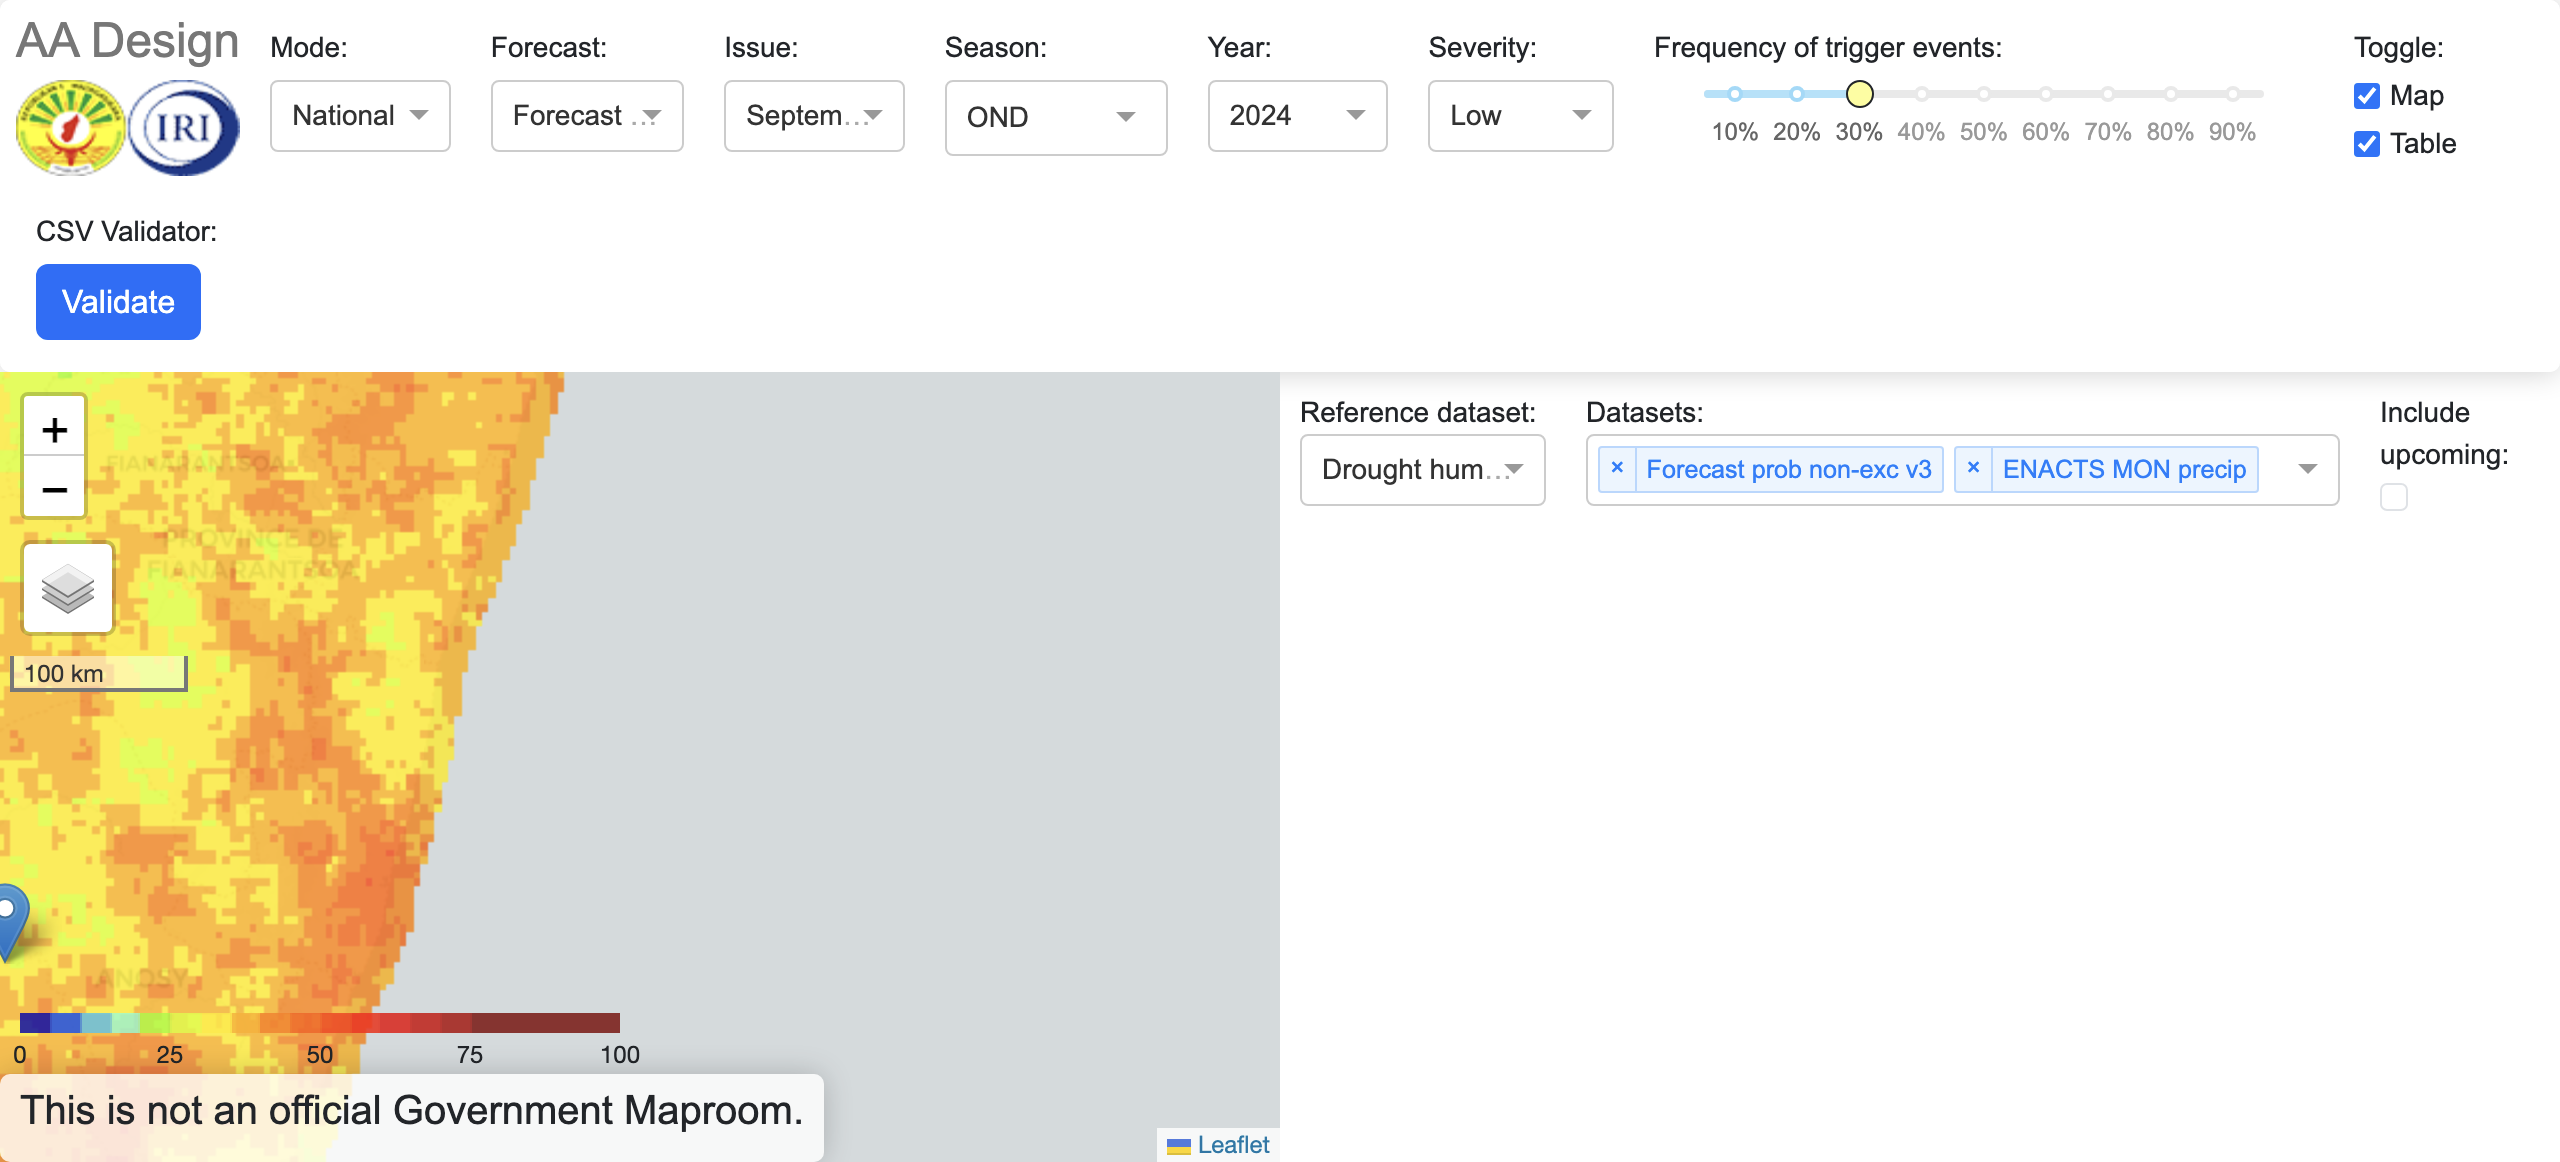 AA Design
IRI
Mode:
National
Forecast:
Forecast ...
Issue:
Septem...
Season:
OND
Year:
2024
Severity:
Low
Frequency of trigger events:
10% 20% 30% 40% 50% 60% 70% 80% 90%
Toggle:
Map
Table
CSV Validator:
Validate
+
−
FIANARANTSOA
PROVINCE DE
FIANARANTSOA
100 km
ANOSY
0 25 50 75 100
This is not an official Government Maproom.
Leaflet
Reference dataset:
Drought hum...
Datasets:
× Forecast prob non-exc v3 × ENACTS MON precip
Include
upcoming: